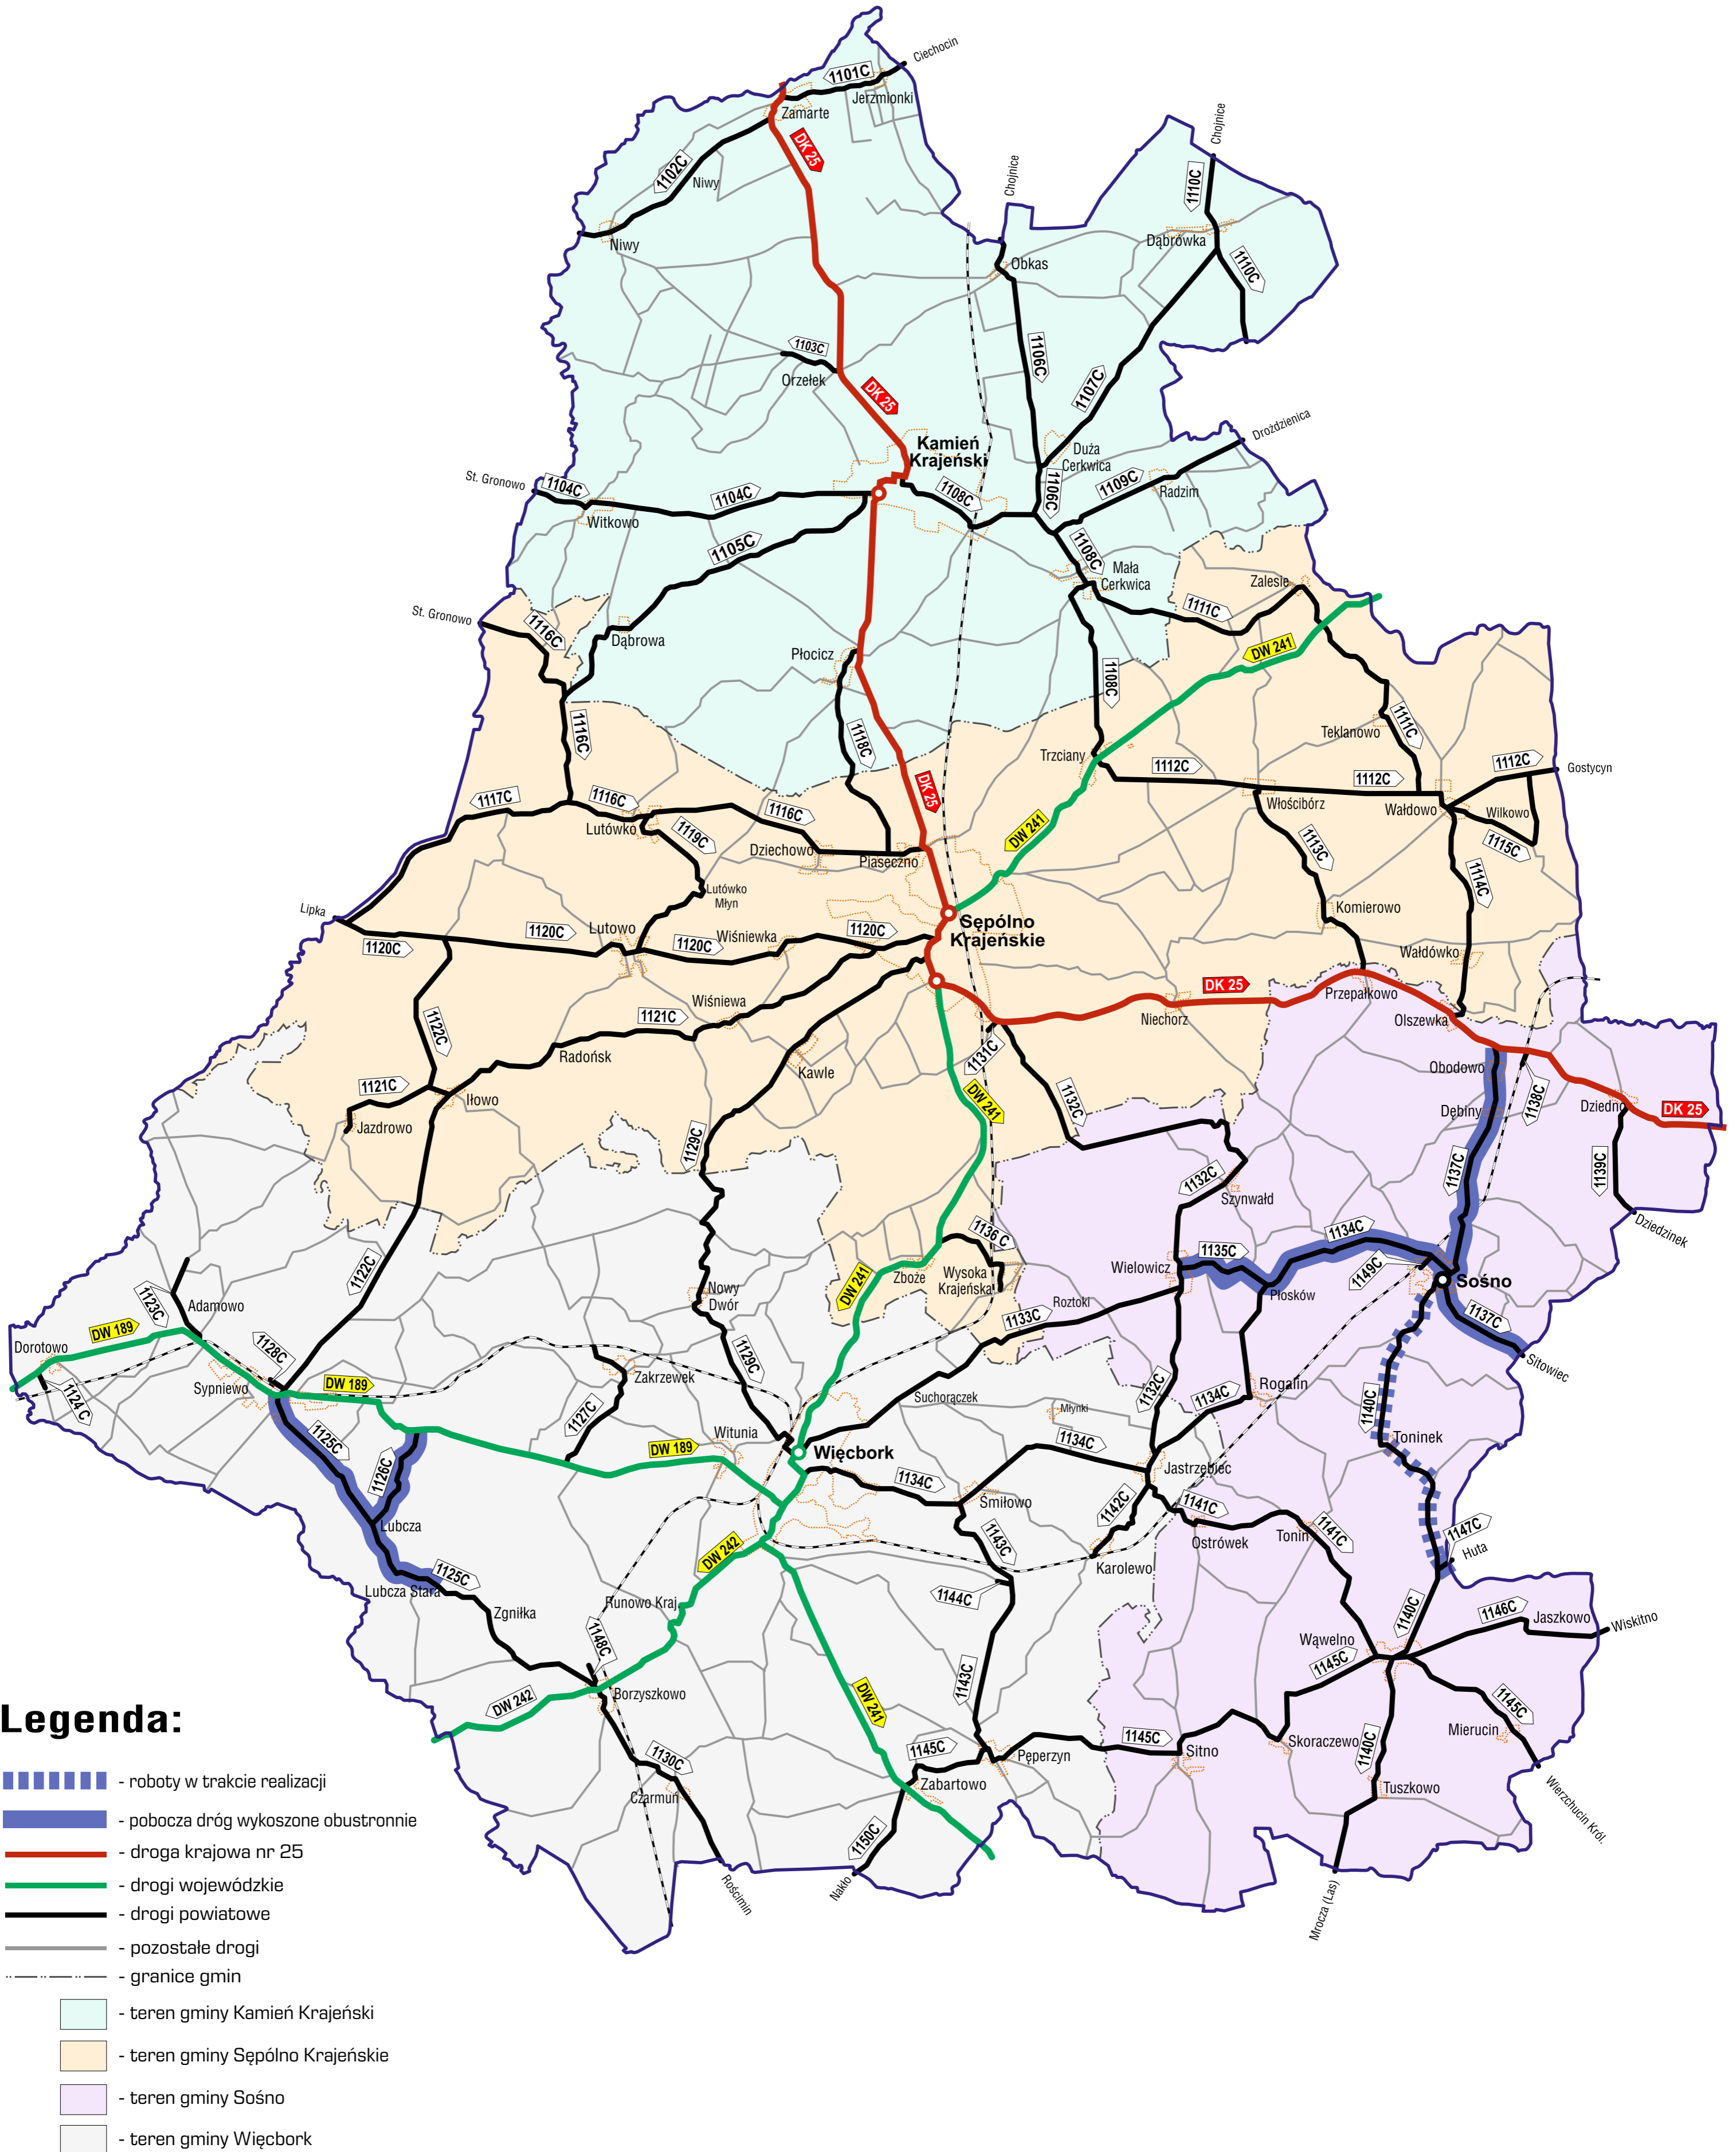 Ciechocin
1101C
Jerzmionki
Zamarte
DK 25
Chojnice
1102C
Niwy
Chojnice
1110C
Niwy
Dąbrówka
Obkas
1110C
1103C
1106C
Orzełek
DK 25
1107C
Kamień
Krajeński
Duża
Cerkwica
Drożdzienica
St. Gronowo
1104C
1104C
1108C
1106C
1109C
Radzim
Witkowo
1105C
1108C
Mała
Cerkwica
Zalesie
St. Gronowo
1116C
1111C
Dąbrowa
Płocicz
DW 241
1108C
1116C
1118C
Teklanowo
1111C
Trzciany
1112C
1112C
1112C
Gostycyn
DK 25
1117C
1116C
1116C
Włościbórz
Wałdowo
Wilkowo
Lutówko
1119C
DW 241
1113C
1115C
Dziechowo
Piaseczno
1114C
Lutówko
Młyn
Lipka
Komierowo
Sępólno
Krajeńskie
1120C
1120C
Lutowo
1120C
Wiśniewka
1120C
Wałdówko
DK 25
Przepałkowo
Wiśniewa
Niechorz
Olszewka
1122C
1121C
Radońsk
1131C
Kawle
Obodowo
1121C
Iłowo
DW 241
1132C
Dębiny
1138C
Dziedno
DK 25
Jazdrowo
1129C
1137C
1132C
Szynwałd
1139C
Dziedzinek
1136 C
1134C
1135C
1122C
Zboże
Wysoka
Krajeńska
Wielowicz
1149C
Sośno
1123C
Nowy
Dwór
DW 241
Płosków
Adamowo
Roztoki
1133C
1137C
DW 189
Dorotowo
1128C
1129C
Sitowiec
Sypniewo
DW 189
Zakrzewek
1132C
1134C
Rogalin
1124 C
Suchorączek
1140C
1127C
Młynki
1125C
Witunia
DW 189
Więcbork
1134C
Toninek
1126C
1134C
Jastrzębiec
Śmiłowo
1142C
1141C
Lubcza
1143C
Ostrówek
Tonin
1141C
1147C
Huta
DW 242
Karolewo
1125C
Lubcza Stara
1144C
Zgniłka
Runowo Kraj.
1140C
1146C
Jaszkowo
Wiskitno
1148C
Wąwelno
1145C
1143C
DW 242
Borzyszkowo
DW 241
1145C
Mierucin
1145C
1145C
Sitno
Skoraczewo
1140C
Pęperzyn
1130C
Zabartowo
Tuszkowo
Czarmuń
Wierzchucin Król.
1150C
Rościmin
Nakło
Mrocza (Las)
Legenda:
- roboty w trakcie realizacji
- pobocza dróg wykoszone obustronnie
- droga krajowa nr 25
- drogi wojewódzkie
- drogi powiatowe
- pozostałe drogi
- granice gmin
- teren gminy Kamień Krajeński
- teren gminy Sępólno Krajeńskie
- teren gminy Sośno
- teren gminy Więcbork